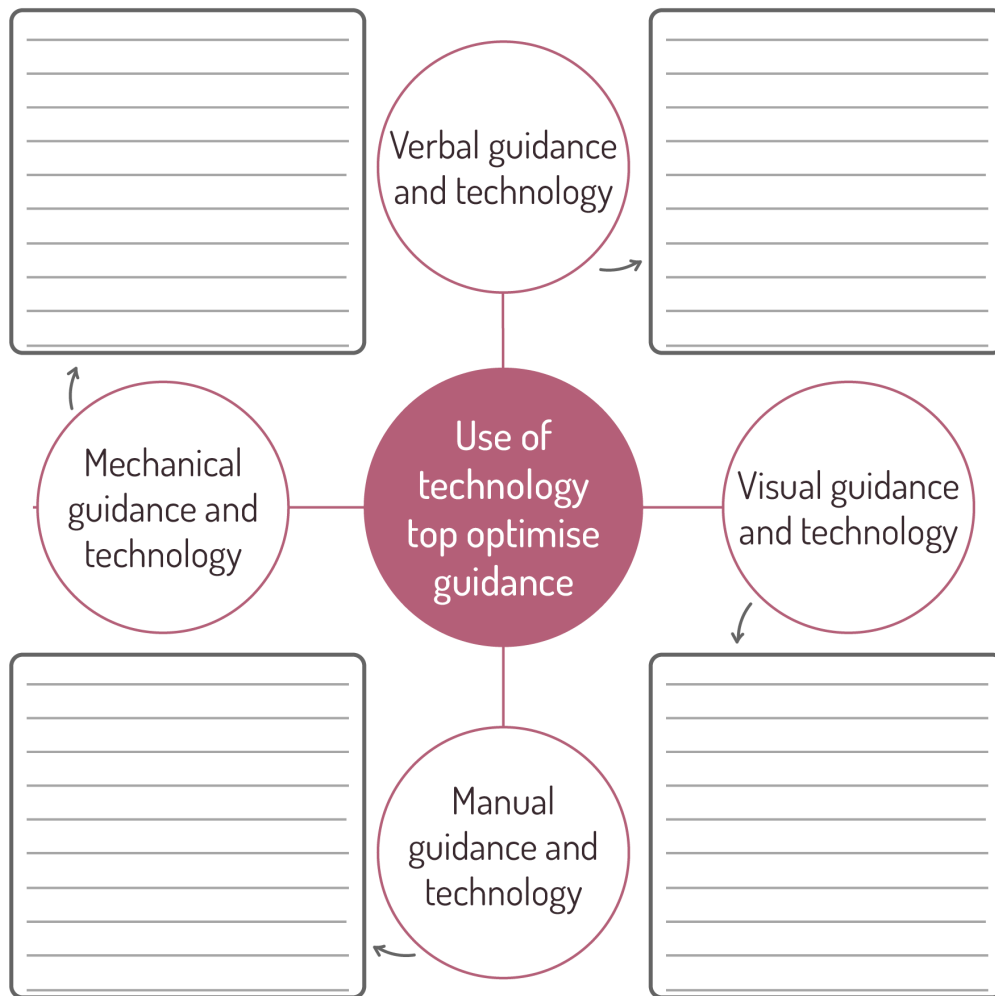 Verbal guidance
and technology
Mechanical
guidance and
technology
Use of
technology
top optimise
guidance
Visual guidance
and technology
Manual
guidance and
technology